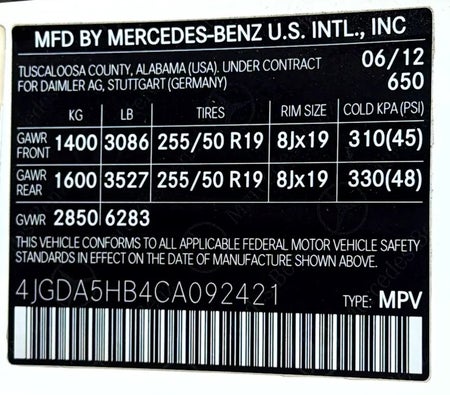 MFD BY MERCEDES-BENZ U.S. INTL., INC
TUSCALOOSA COUNTY, ALABAMA (USA). UNDER CONTRACT 06/12
FOR DAIMLER AG, STUTTGART (GERMANY) 650
KG LB TIRES RIM SIZE COLD KPA (PSI)
GAWR FRONT 1400 3086 255/50 R19 8Jx19 310(45)
GAWR REAR 1600 3527 255/50 R19 8Jx19 330(48)
GVWR 2850 6283
THIS VEHICLE CONFORMS TO ALL APPLICABLE FEDERAL MOTOR VEHICLE SAFETY
STANDARDS IN EFFECT ON THE DATE OF MANUFACTURE SHOWN ABOVE.
4JGDA5HB4CA092421 TYPE: MPV